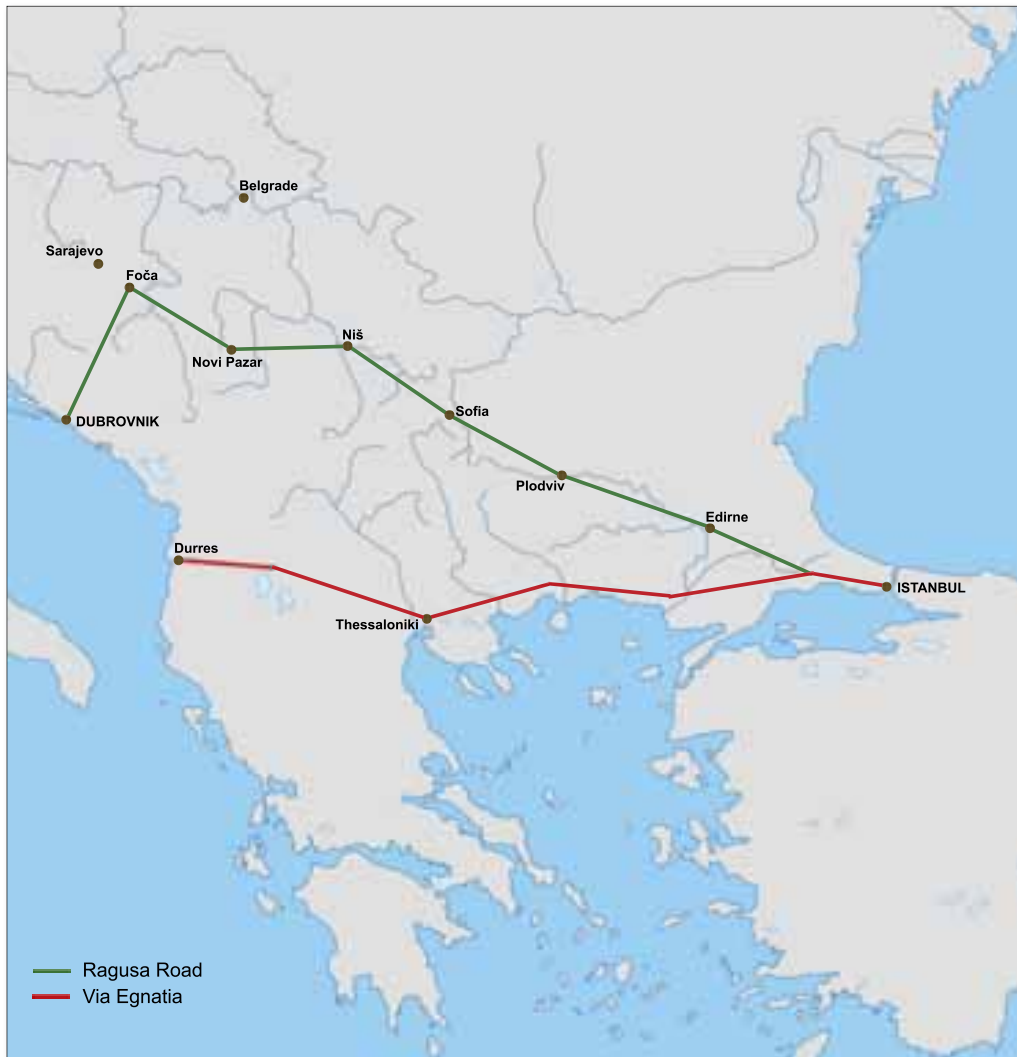 Belgrade
Sarajevo
Foča
Niš
Novi Pazar
Sofia
DUBROVNIK
Plodviv
Edirne
Durres
ISTANBUL
Thessaloniki
Ragusa Road
Via Egnatia